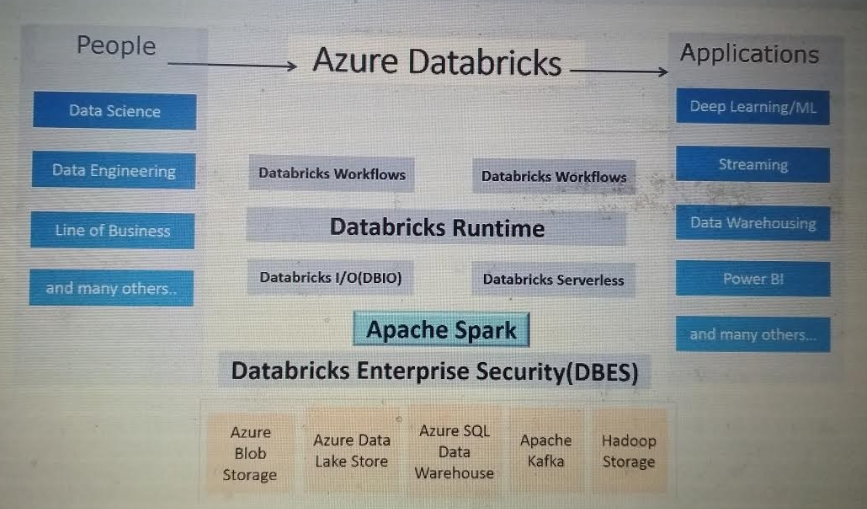 People
Azure Databricks
Applications
Data Science
Data Engineering
Line of Business
and many others..
Databricks Workflows
Databricks Workflows
Databricks Runtime
Databricks I/O(DBIO)
Databricks Serverless
Apache Spark
Databricks Enterprise Security(DBES)
Deep Learning/ML
Streaming
Data Warehousing
Power BI
and many others...
Azure
Blob
Storage
Azure Data
Lake Store
Azure SQL
Data
Warehouse
Apache
Kafka
Hadoop
Storage